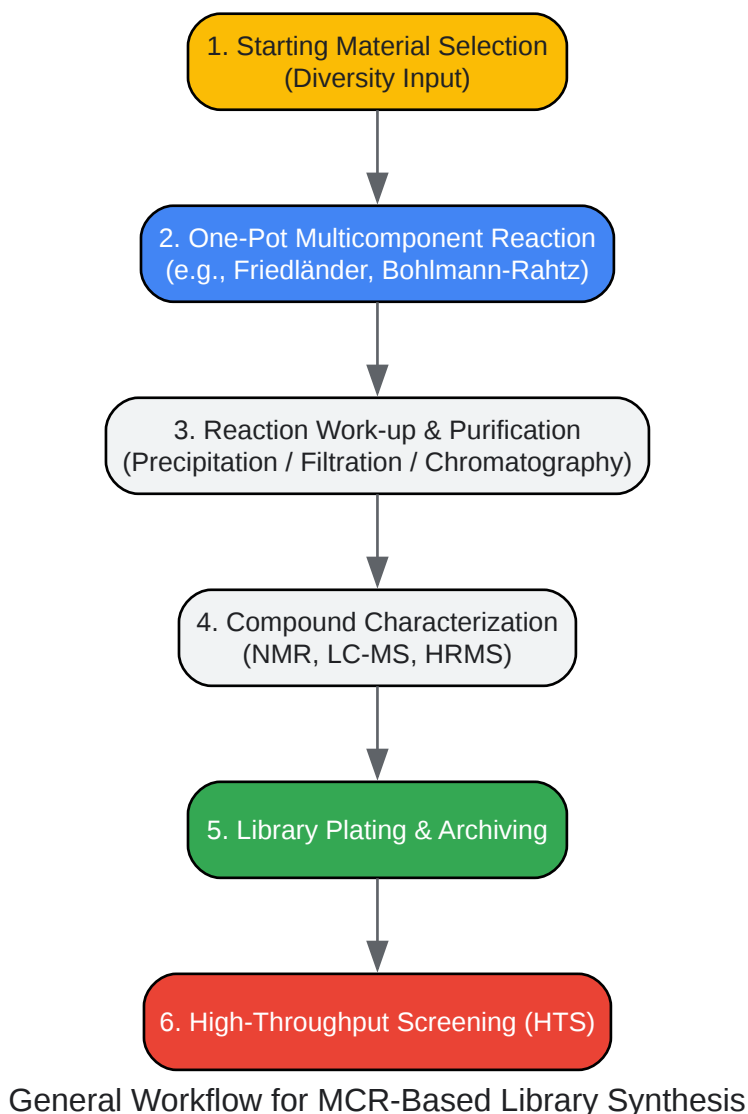 1. Starting Material Selection
(Diversity Input)
2. One-Pot Multicomponent Reaction
(e.g., Friedländer, Bohlmann-Rahtz)
3. Reaction Work-up & Purification
(Precipitation / Filtration / Chromatography)
4. Compound Characterization
(NMR, LC-MS, HRMS)
5. Library Plating & Archiving
6. High-Throughput Screening (HTS)
General Workflow for MCR-Based Library Synthesis